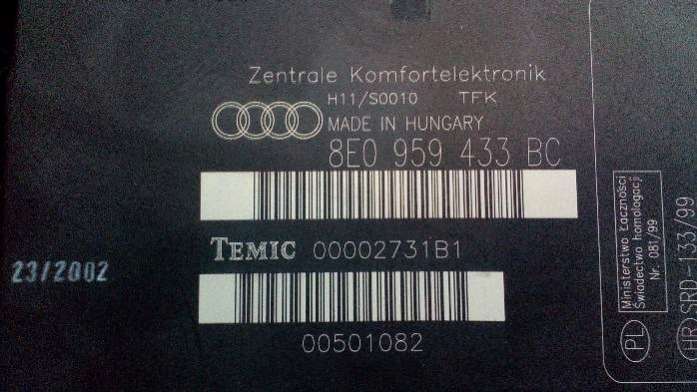 Zentrale Komfortelektronik
H11/S0010 TFK
MADE IN HUNGARY
8E0 959 433 BC
TEMIC 00002731B1
23/2002
00501082
Ministerstwo Łączności
Świadectwo homologacji
Nr. 081/99
PL
HR SRD-133/99